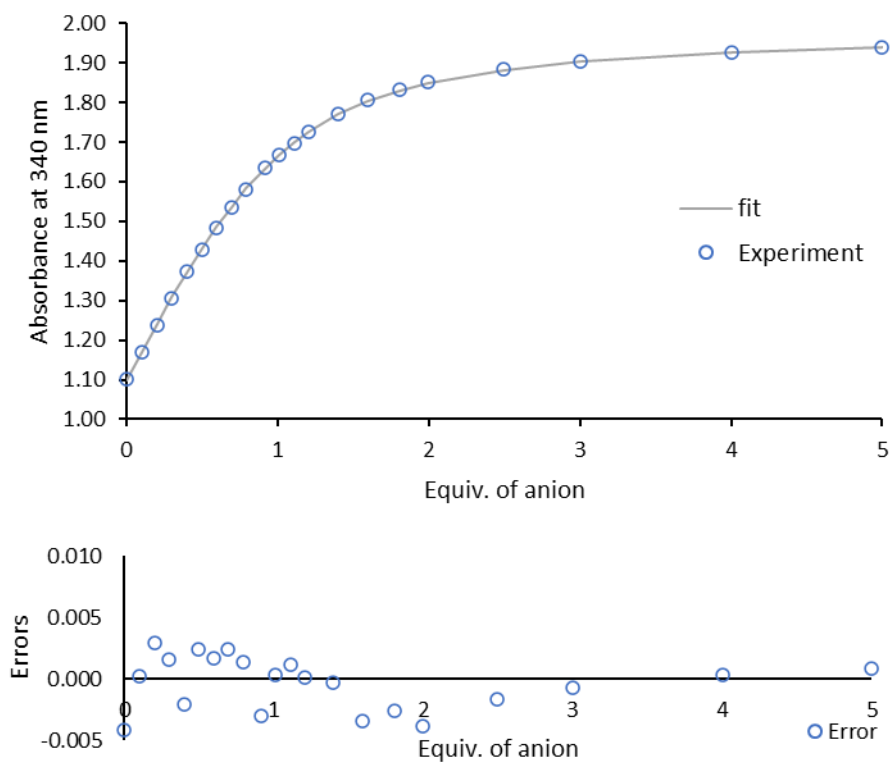 2.00
1.90
1.80
1.70
1.60
1.50
1.40
1.30
1.20
1.10
1.00
Absorbance at 340 nm
fit
Experiment
0 1 2 3 4 5
Equiv. of anion
0.010
0.005
0.000
-0.005
Errors
0 1 2 3 4 5
Error
Equiv. of anion